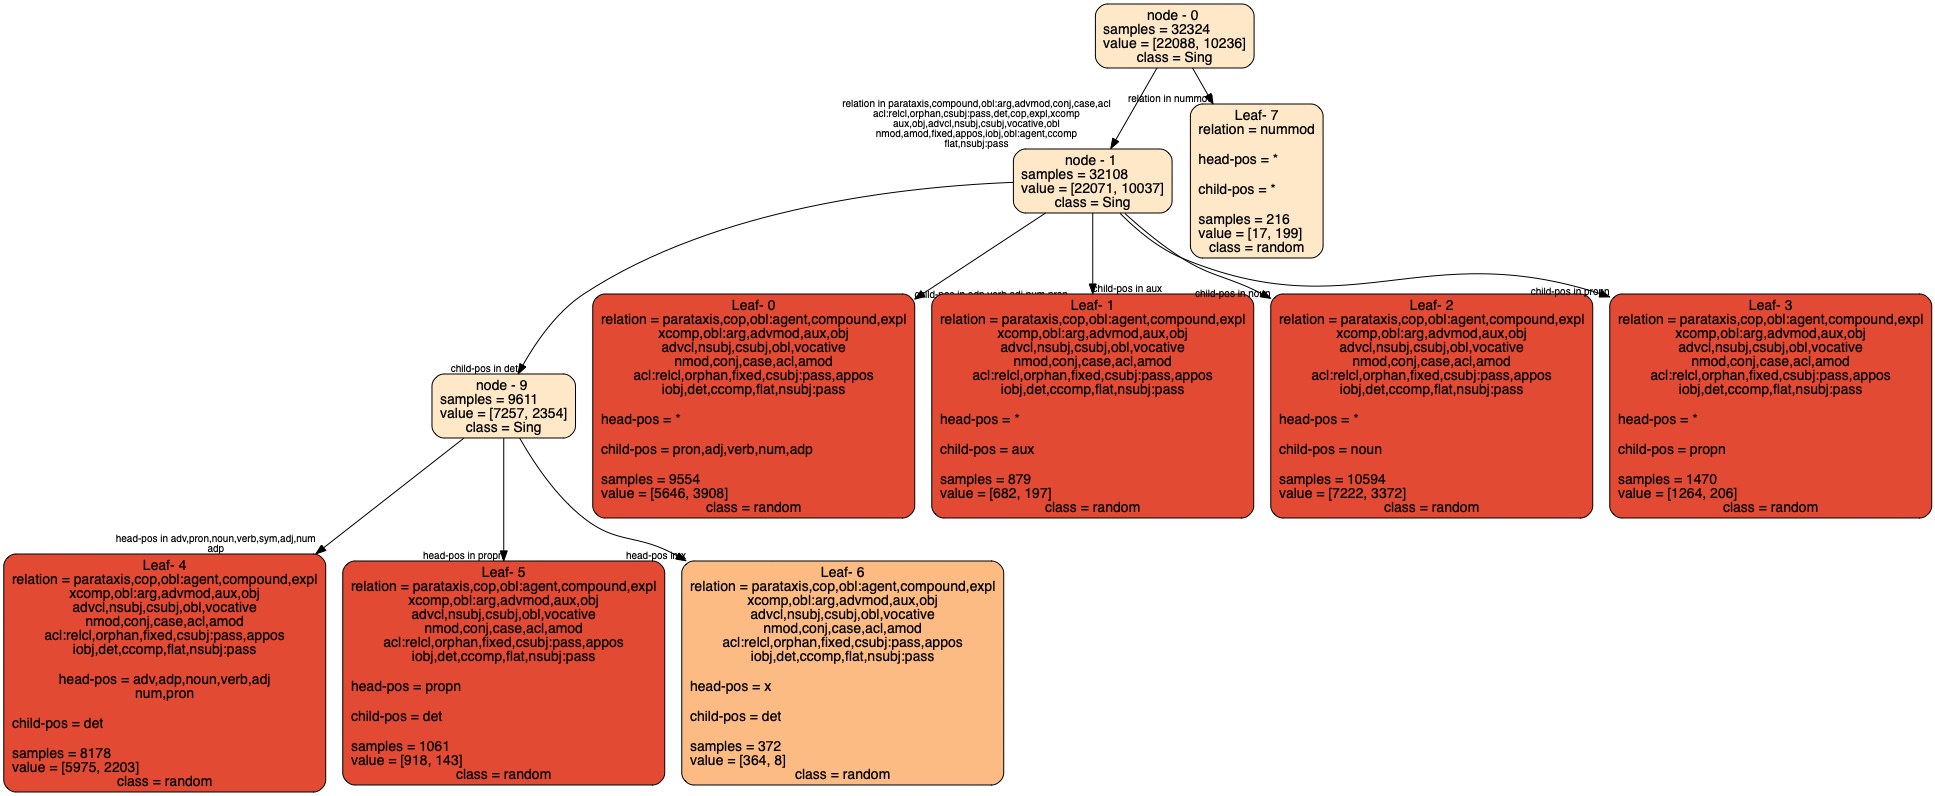 node - 0
samples = 32324
value = [22088, 10236]
class = Sing
relation in parataxis,compound,obl:arg,advmod,conj,case,acl
acl:relcl,orphan,csubj:pass,det,cop,expl,xcomp
aux,obj,advcl,nsubj,csubj,vocative,obl
nmod,amod,fixed,appos,iobj,obl:agent,ccomp
flat,nsubj:pass
relation in nummod
Leaf- 7
relation = nummod
head-pos = *
child-pos = *
samples = 216
value = [17, 199]
class = random
node - 1
samples = 32108
value = [22071, 10037]
class = Sing
child-pos in det
child-pos in adp,verb,adj,num,pron
child-pos in aux
child-pos in noun
child-pos in propn
node - 9
samples = 9611
value = [7257, 2354]
class = Sing
Leaf- 0
relation = parataxis,cop,obl:agent,compound,expl
xcomp,obl:arg,advmod,aux,obj
advcl,nsubj,csubj,obl,vocative
nmod,conj,case,acl,amod
acl:relcl,orphan,fixed,csubj:pass,appos
iobj,det,ccomp,flat,nsubj:pass
head-pos = *
child-pos = pron,adj,verb,num,adp
samples = 9554
value = [5646, 3908]
class = random
Leaf- 1
relation = parataxis,cop,obl:agent,compound,expl
xcomp,obl:arg,advmod,aux,obj
advcl,nsubj,csubj,obl,vocative
nmod,conj,case,acl,amod
acl:relcl,orphan,fixed,csubj:pass,appos
iobj,det,ccomp,flat,nsubj:pass
head-pos = *
child-pos = aux
samples = 879
value = [682, 197]
class = random
Leaf- 2
relation = parataxis,cop,obl:agent,compound,expl
xcomp,obl:arg,advmod,aux,obj
advcl,nsubj,csubj,obl,vocative
nmod,conj,case,acl,amod
acl:relcl,orphan,fixed,csubj:pass,appos
iobj,det,ccomp,flat,nsubj:pass
head-pos = *
child-pos = noun
samples = 10594
value = [7222, 3372]
class = random
Leaf- 3
relation = parataxis,cop,obl:agent,compound,expl
xcomp,obl:arg,advmod,aux,obj
advcl,nsubj,csubj,obl,vocative
nmod,conj,case,acl,amod
acl:relcl,orphan,fixed,csubj:pass,appos
iobj,det,ccomp,flat,nsubj:pass
head-pos = *
child-pos = propn
samples = 1470
value = [1264, 206]
class = random
head-pos in adv,pron,noun,verb,sym,adj,num
adp
head-pos in propn
head-pos in x
Leaf- 4
relation = parataxis,cop,obl:agent,compound,expl
xcomp,obl:arg,advmod,aux,obj
advcl,nsubj,csubj,obl,vocative
nmod,conj,case,acl,amod
acl:relcl,orphan,fixed,csubj:pass,appos
iobj,det,ccomp,flat,nsubj:pass
head-pos = adv,adp,noun,verb,adj
num,pron
child-pos = det
samples = 8178
value = [5975, 2203]
class = random
Leaf- 5
relation = parataxis,cop,obl:agent,compound,expl
xcomp,obl:arg,advmod,aux,obj
advcl,nsubj,csubj,obl,vocative
nmod,conj,case,acl,amod
acl:relcl,orphan,fixed,csubj:pass,appos
iobj,det,ccomp,flat,nsubj:pass
head-pos = propn
child-pos = det
samples = 1061
value = [918, 143]
class = random
Leaf- 6
relation = parataxis,cop,obl:agent,compound,expl
xcomp,obl:arg,advmod,aux,obj
advcl,nsubj,csubj,obl,vocative
nmod,conj,case,acl,amod
acl:relcl,orphan,fixed,csubj:pass,appos
iobj,det,ccomp,flat,nsubj:pass
head-pos = x
child-pos = det
samples = 372
value = [364, 8]
class = random